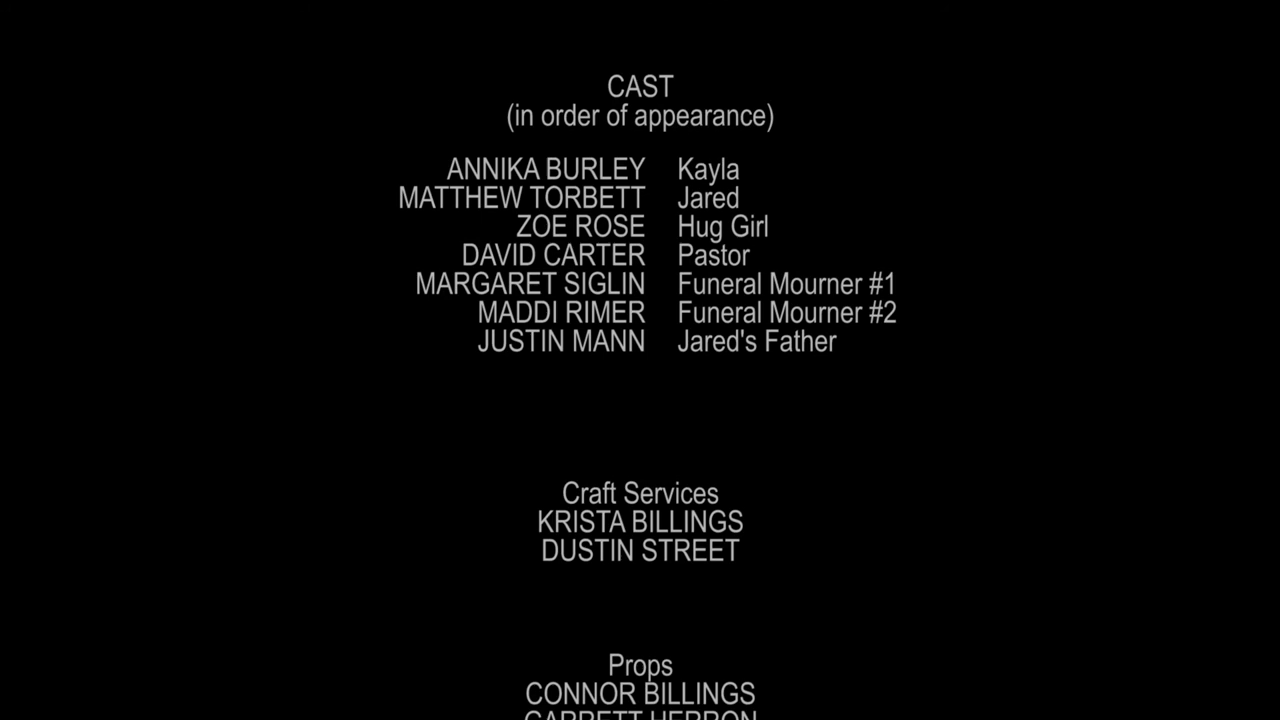 CAST
(in order of appearance)
ANNIKA BURLEY Kayla
MATTHEW TORBETT Jared
ZOE ROSE Hug Girl
DAVID CARTER Pastor
MARGARET SIGLIN Funeral Mourner #1
MADDI RIMER Funeral Mourner #2
JUSTIN MANN Jared's Father
Craft Services
KRISTA BILLINGS
DUSTIN STREET
Props
CONNOR BILLINGS